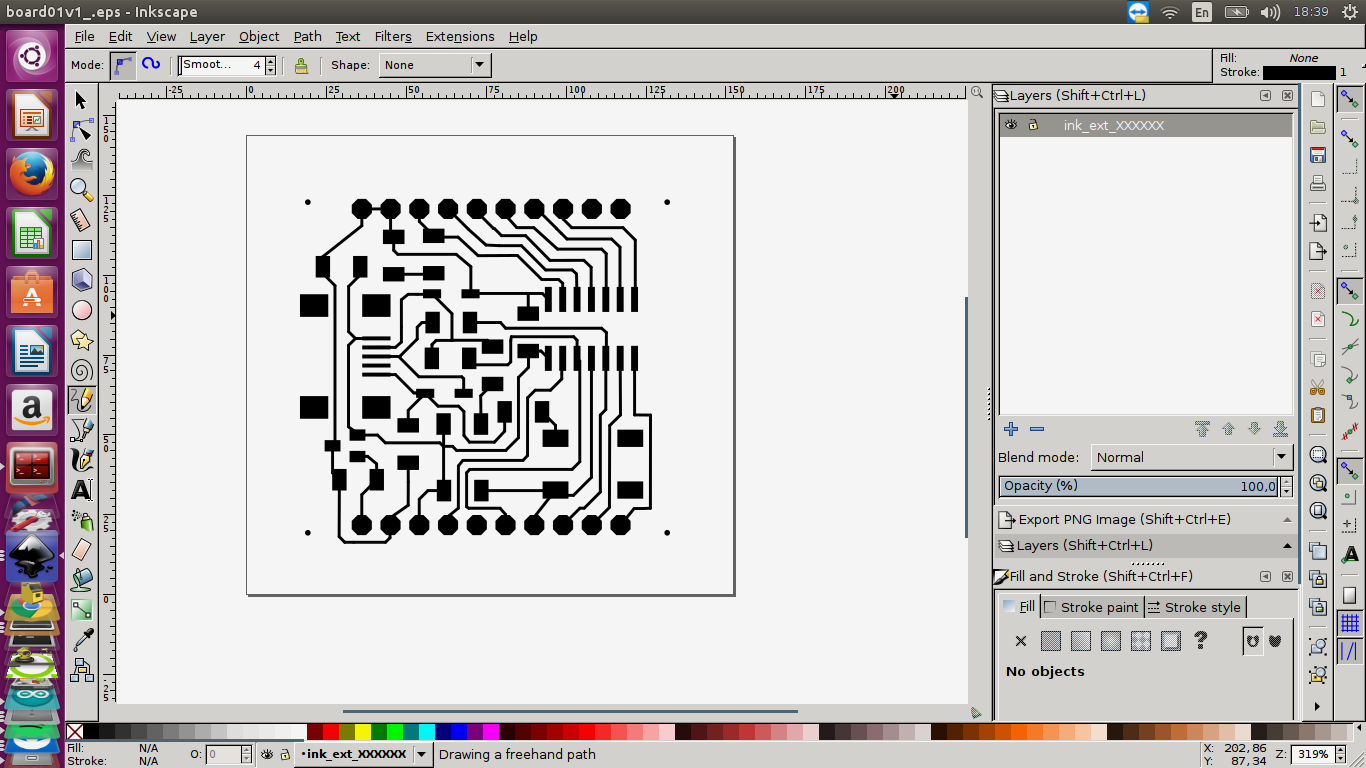 board01v1_.eps - Inkscape
En
18:39
File Edit View Layer Object Path Text Filters Extensions Help
Mode:
Smoot... 4
Shape:
None
Fill: None
Stroke: 1
-25 0 25 50 75 100 125 150 175 200
Layers (Shift+Ctrl+L)
ink_ext_XXXXXX
Blend mode: Normal
Opacity (%) 100,0
Export PNG Image (Shift+Ctrl+E)
Layers (Shift+Ctrl+L)
Fill and Stroke (Shift+Ctrl+F)
Fill Stroke paint Stroke style
No objects
Fill: N/A
Stroke: N/A
O: 0
•ink_ext_XXXXXX
Drawing a freehand path
X: 202,86
Y: 87,34
Z: 319%